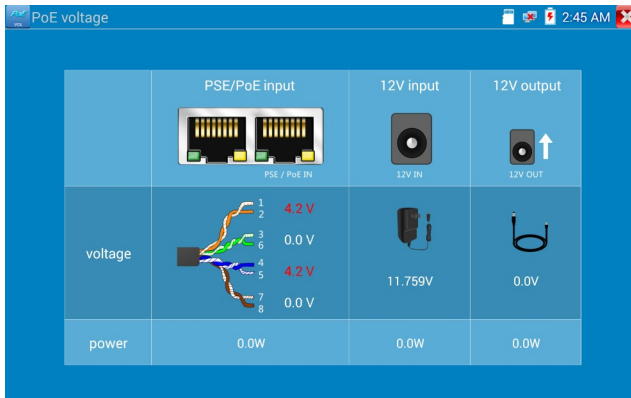 PoE voltage
2:45 AM
PSE/PoE input
12V input
12V output
PSE / PoE IN
12V IN
12V OUT
voltage
1
2
4.2 V
3
6
0.0 V
4
5
4.2 V
7
8
0.0 V
11.759V
0.0V
power
0.0W
0.0W
0.0W